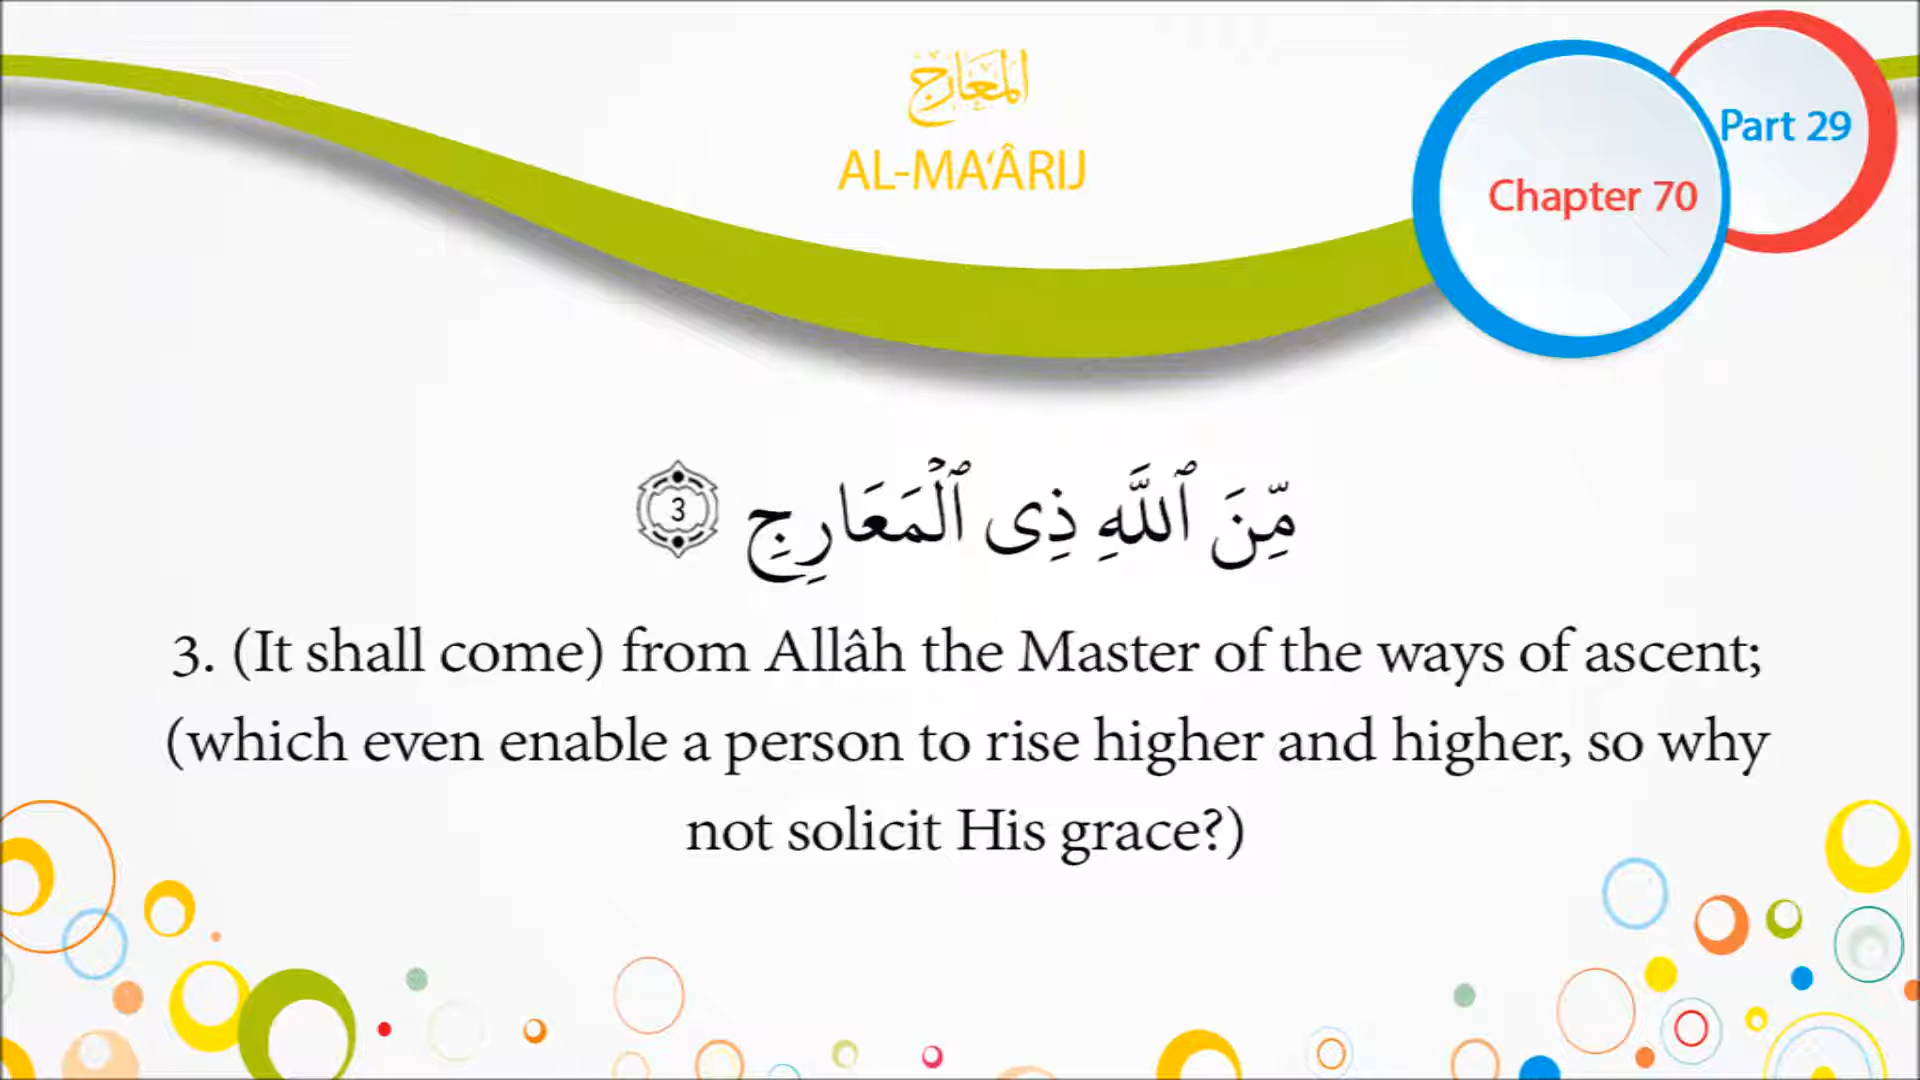 المعارج
AL-MA‘ÂRIJ
Part 29
Chapter 70
مِّنَ ٱللَّهِ ذِى ٱلْمَعَارِجِ 3
3. (It shall come) from Allâh the Master of the ways of ascent;
(which even enable a person to rise higher and higher, so why
not solicit His grace?)